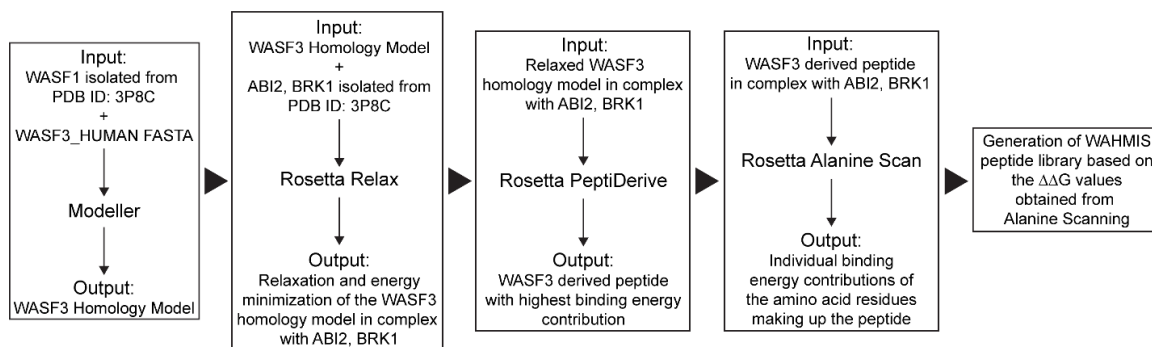 Input:
WASF1 isolated from
PDB ID: 3P8C
+
WASF3_HUMAN FASTA
Modeller
Output:
WASF3 Homology Model
Input:
WASF3 Homology Model
+
ABI2, BRK1 isolated from
PDB ID: 3P8C
Rosetta Relax
Output:
Relaxation and energy
minimization of the WASF3
homology model in complex
with ABI2, BRK1
Input:
Relaxed WASF3
homology model in complex
with ABI2, BRK1
Rosetta PeptiDerive
Output:
WASF3 derived peptide
with highest binding energy
contribution
Input:
WASF3 derived peptide
in complex with ABI2, BRK1
Rosetta Alanine Scan
Output:
Individual binding
energy contributions of
the amino acid residues
making up the peptide
Generation of WAHMIS
peptide library based on
the ΔΔG values
obtained from
Alanine Scanning